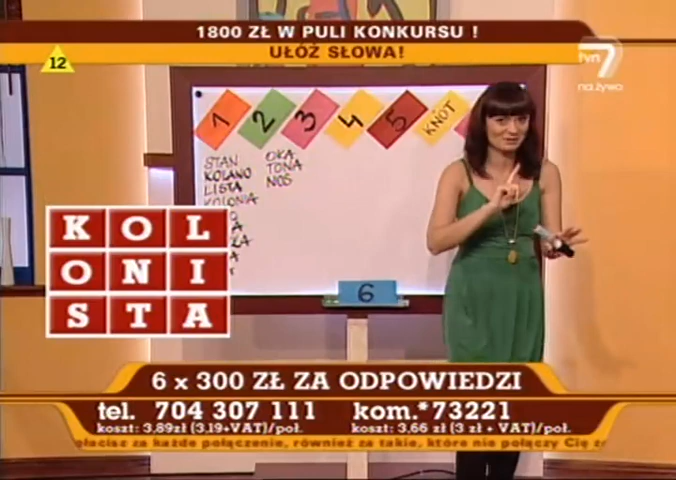 1800 ZŁ W PULI KONKURSU !
UŁÓŻ SŁOWA!
12
tvn 7
na żywo
1 2 3 4 5 KNOT
STAN
KOLANO
LISTA
KOLONIA
OKA
TONA
NOS
K O L
O N I
S T A
6
6 x 300 ZŁ ZA ODPOWIEDZI
tel. 704 307 111 kom.*73221
koszt: 3,89zł (3,19+VAT)/poł. koszt: 3,66 zł (3 zł + VAT)/poł.
płacisz za każde połączenie, również za takie, które nie połączy Cię z